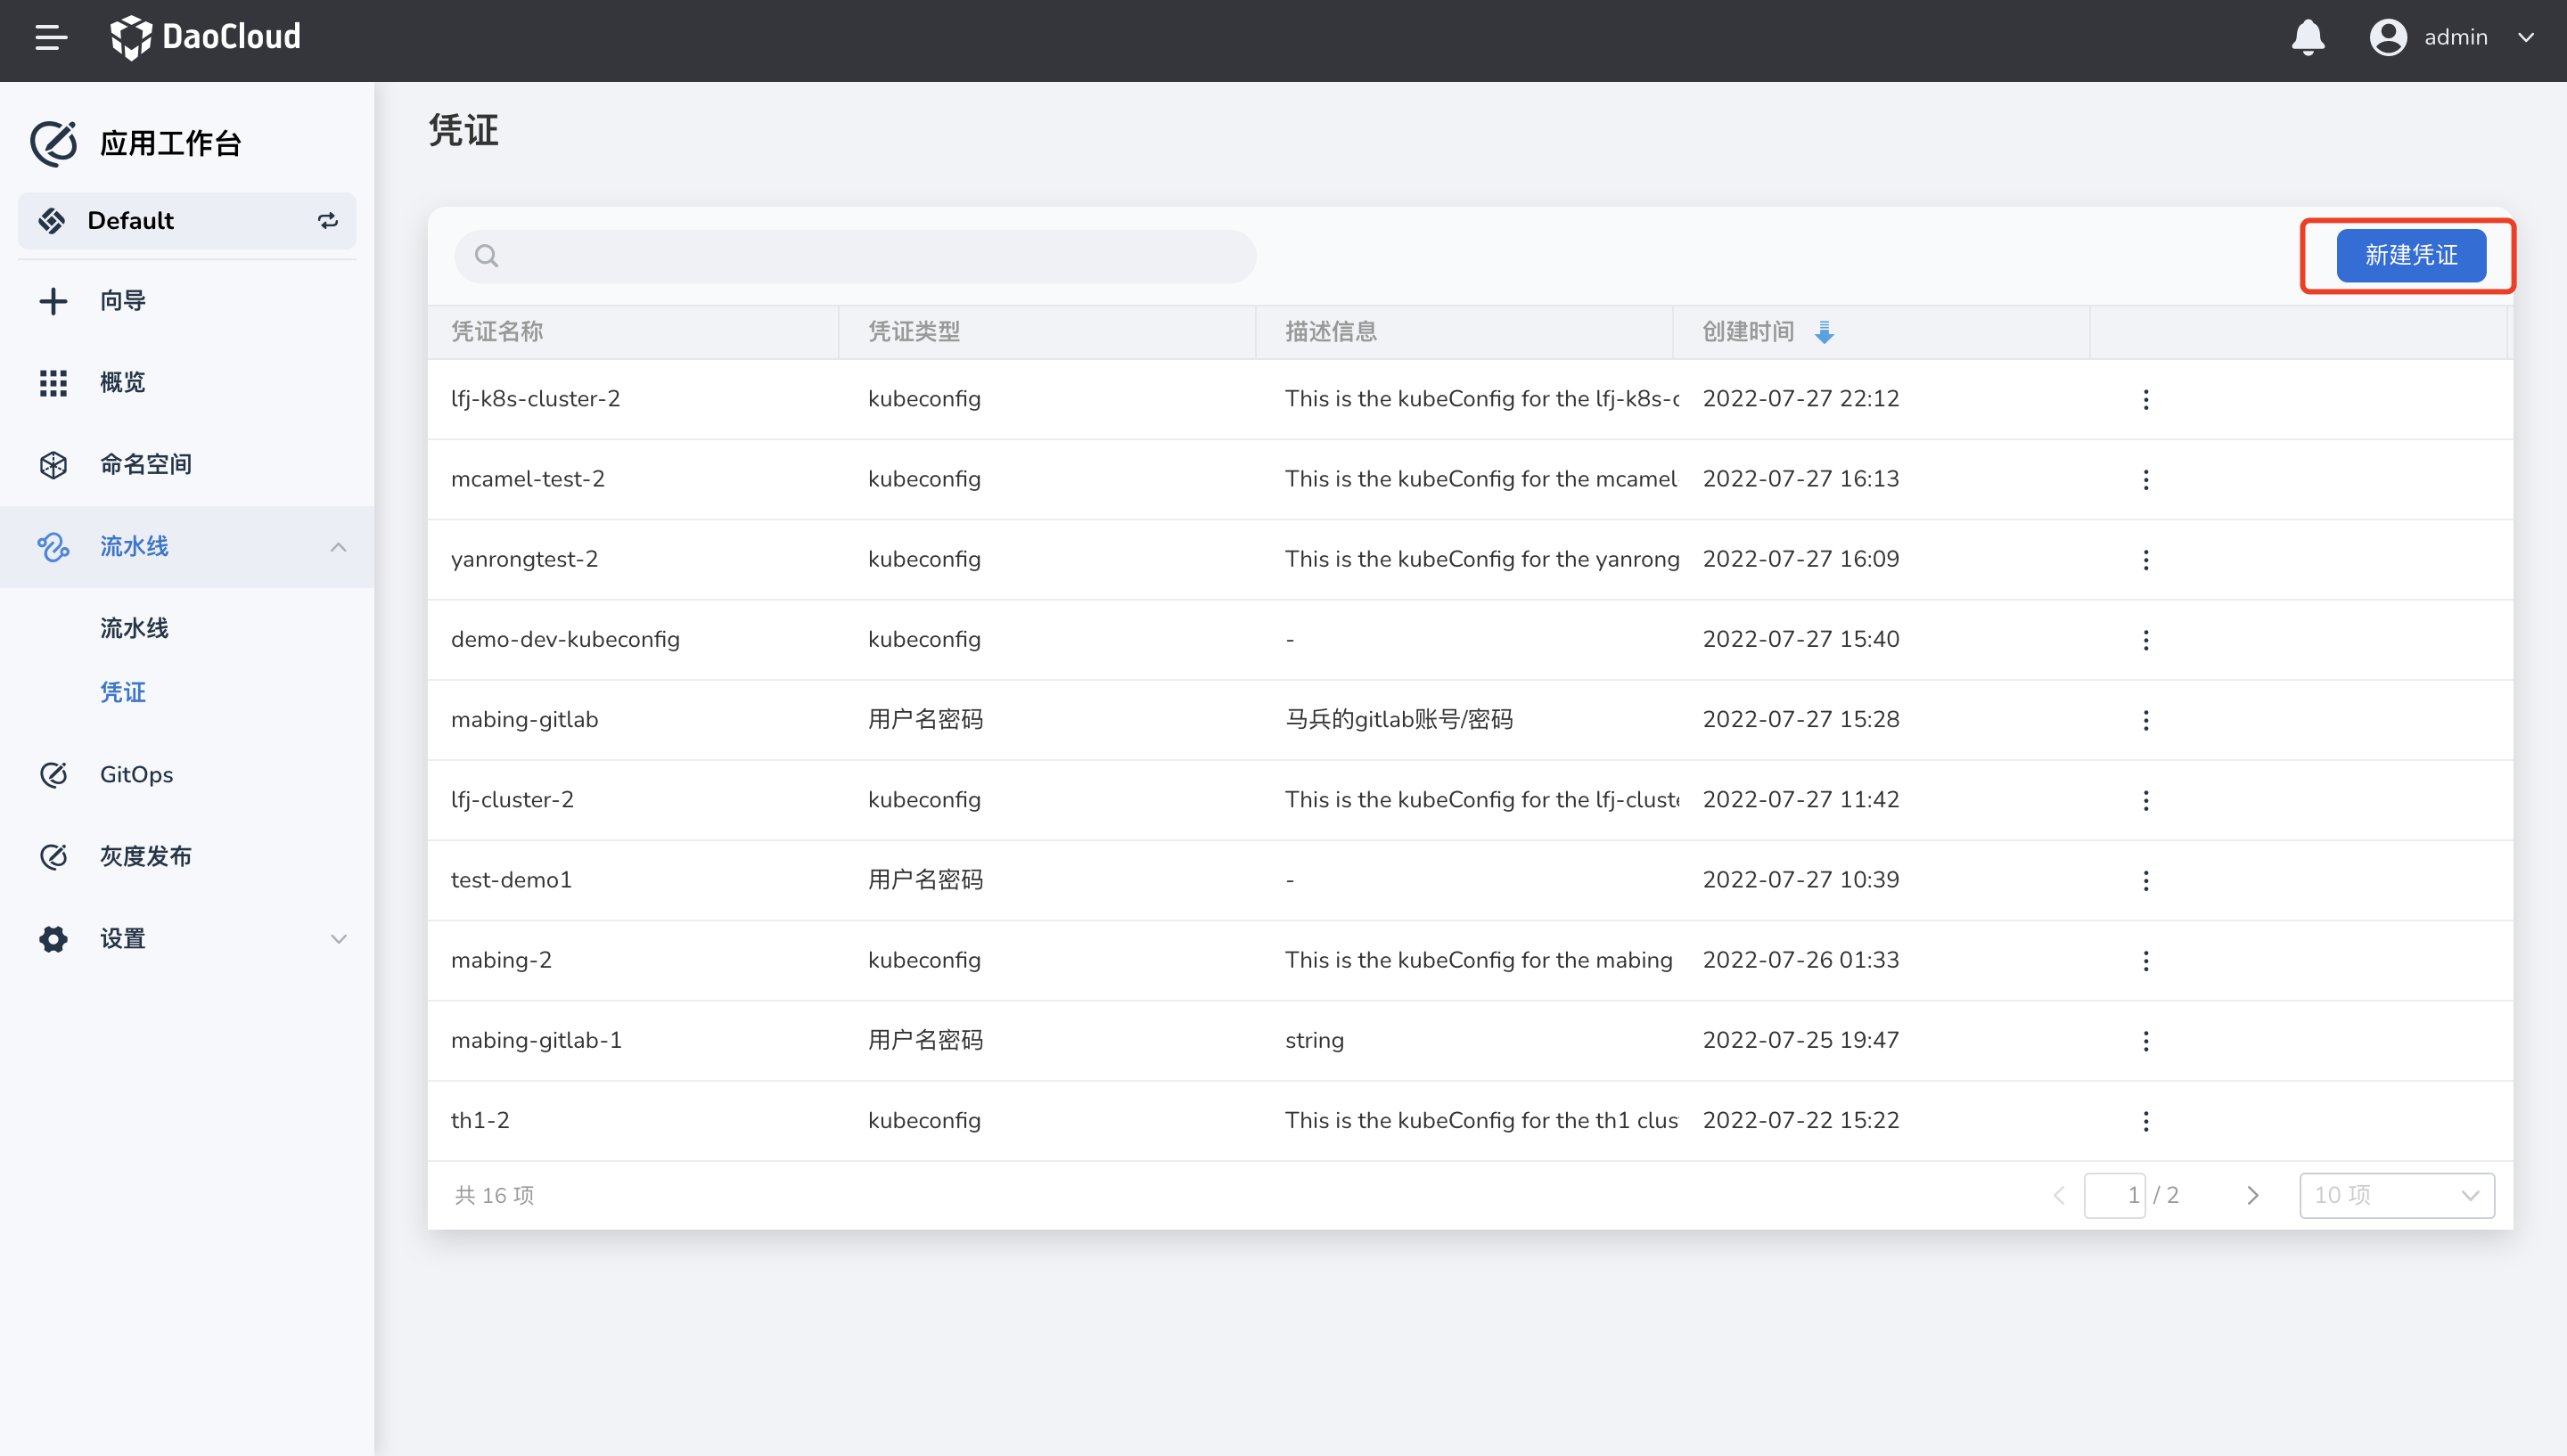 DaoCloud
admin
应用工作台
Default
向导
概览
命名空间
流水线
流水线
凭证
GitOps
灰度发布
设置
凭证
新建凭证
凭证名称 凭证类型 描述信息 创建时间
lfj-k8s-cluster-2 kubeconfig This is the kubeConfig for the lfj-k8s-c 2022-07-27 22:12
mcamel-test-2 kubeconfig This is the kubeConfig for the mcamel 2022-07-27 16:13
yanrongtest-2 kubeconfig This is the kubeConfig for the yanrong 2022-07-27 16:09
demo-dev-kubeconfig kubeconfig - 2022-07-27 15:40
mabing-gitlab 用户名密码 马兵的gitlab账号/密码 2022-07-27 15:28
lfj-cluster-2 kubeconfig This is the kubeConfig for the lfj-cluste 2022-07-27 11:42
test-demo1 用户名密码 - 2022-07-27 10:39
mabing-2 kubeconfig This is the kubeConfig for the mabing 2022-07-26 01:33
mabing-gitlab-1 用户名密码 string 2022-07-25 19:47
th1-2 kubeconfig This is the kubeConfig for the th1 clus 2022-07-22 15:22
共 16 项 1 / 2 10 项